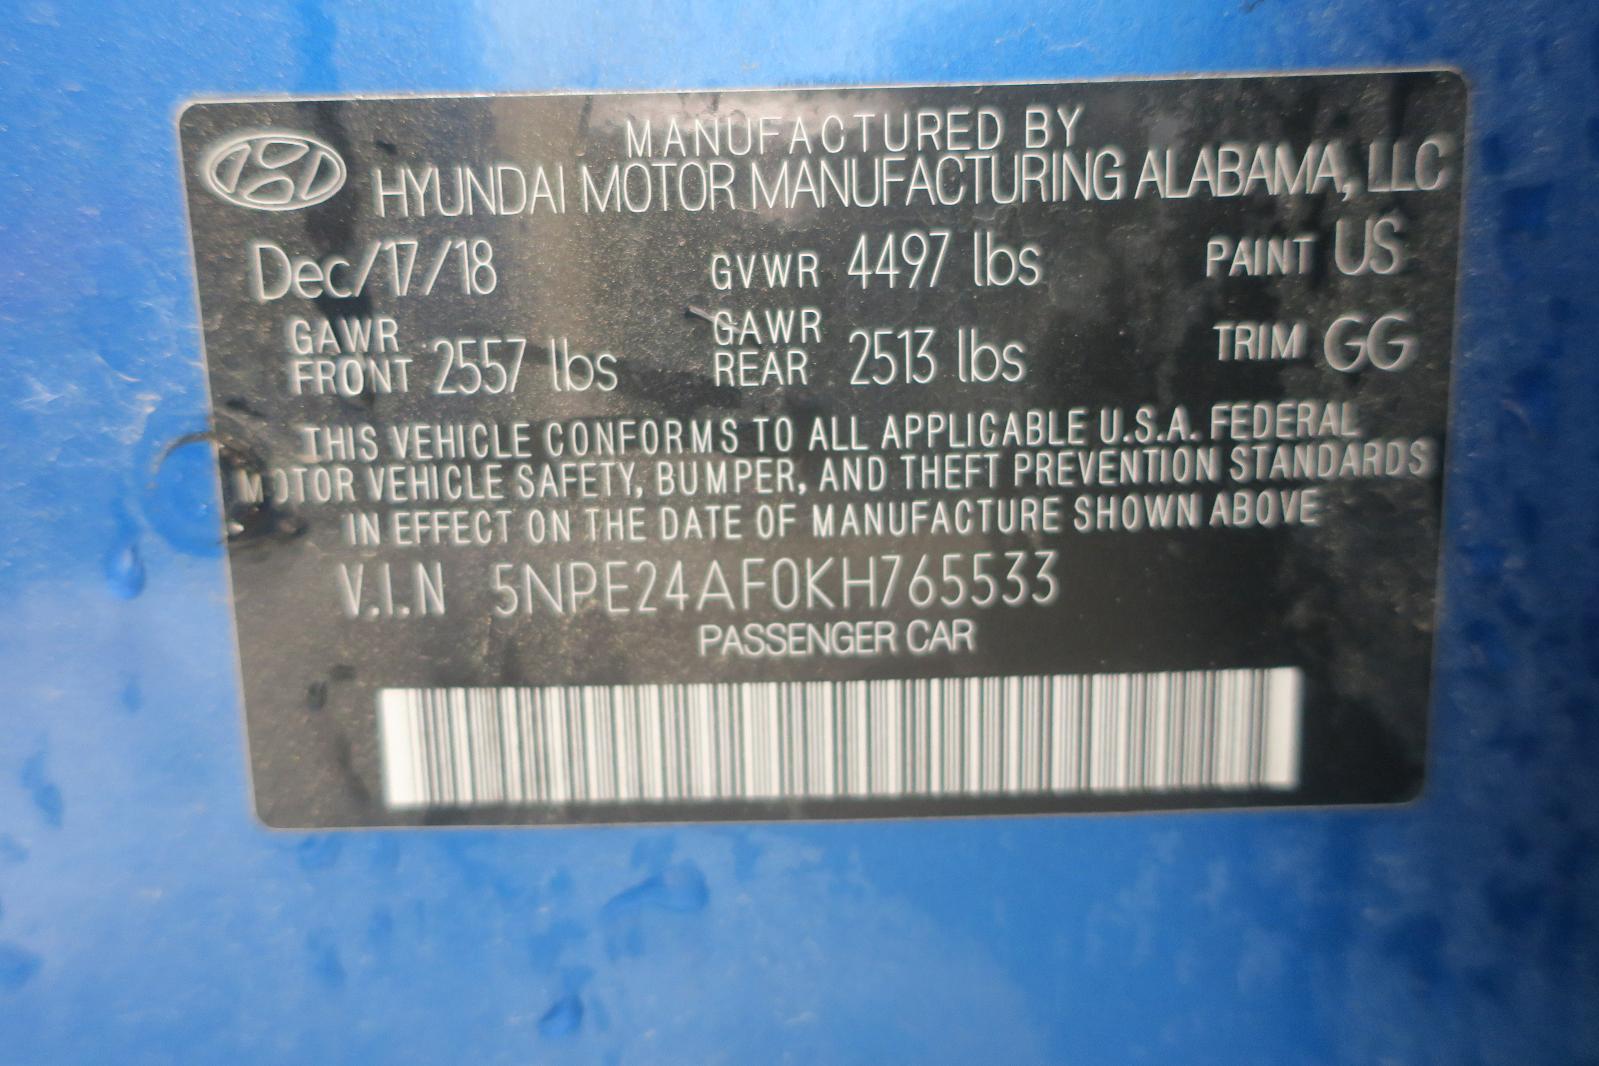 MANUFACTURED BY
HYUNDAI MOTOR MANUFACTURING ALABAMA, LLC
Dec/17/18 GVWR 4497 lbs PAINT US
GAWR FRONT 2557 lbs GAWR REAR 2513 lbs TRIM GG
THIS VEHICLE CONFORMS TO ALL APPLICABLE U.S.A. FEDERAL
MOTOR VEHICLE SAFETY, BUMPER, AND THEFT PREVENTION STANDARDS
IN EFFECT ON THE DATE OF MANUFACTURE SHOWN ABOVE
V.I.N 5NPE24AF0KH765533
PASSENGER CAR